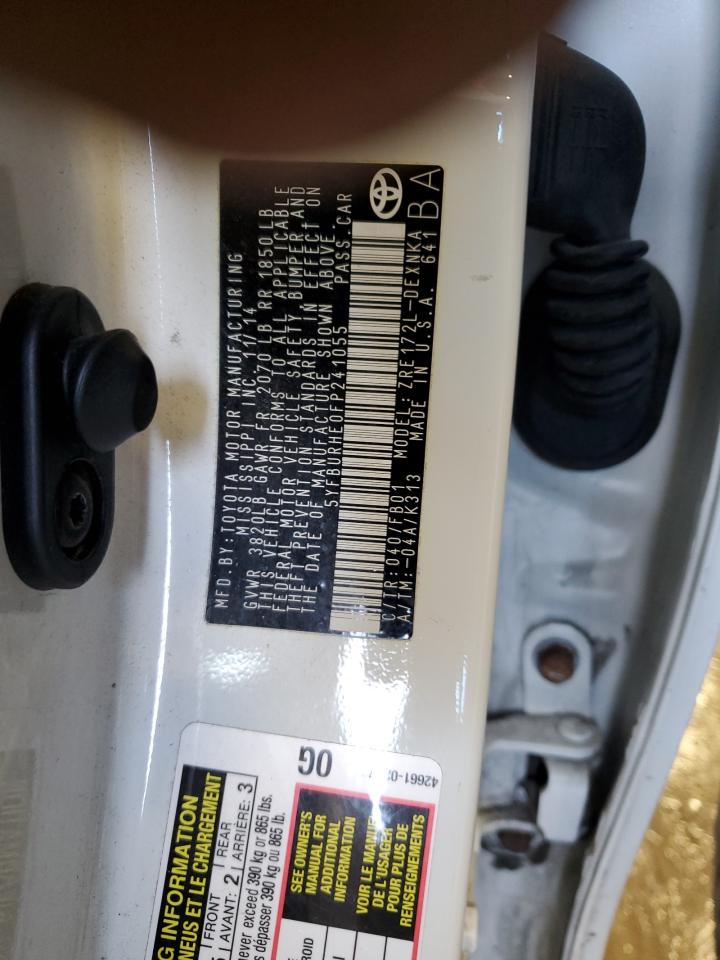 MFD.BY:TOYOTA MOTOR MANUFACTURING
MISSISSIPPI INC. 11/14
GVWR 3820LB GAWR FR 2070LB RR 1850LB
THIS VEHICLE CONFORMS TO ALL APPLICABLE
FEDERAL MOTOR VEHICLE SAFETY, BUMPER AND
THEFT PREVENTION STANDARDS IN EFFECT ON
THE DATE OF MANUFACTURE SHOWN ABOVE.
5YFBURHE0FP241055 PASS.CAR
C/TR:040/FB01 MODEL:ZRE172L-DEXNKA
A/TM:-04A/K313 MADE IN U.S.A. 641 BA
G INFORMATION
NEUS ET LE CHARGEMENT
FRONT REAR
AVANT: 2 ARRIÈRE: 3
never exceed 390 kg or 865 lbs.
s dépasser 390 kg ou 865 lb.
0G
42661-0
SEE OWNER'S
MANUAL FOR
ADDITIONAL
INFORMATION
VOIR LE MANUEL
DE L'USAGER
POUR PLUS DE
RENSEIGNEMENTS
ROID